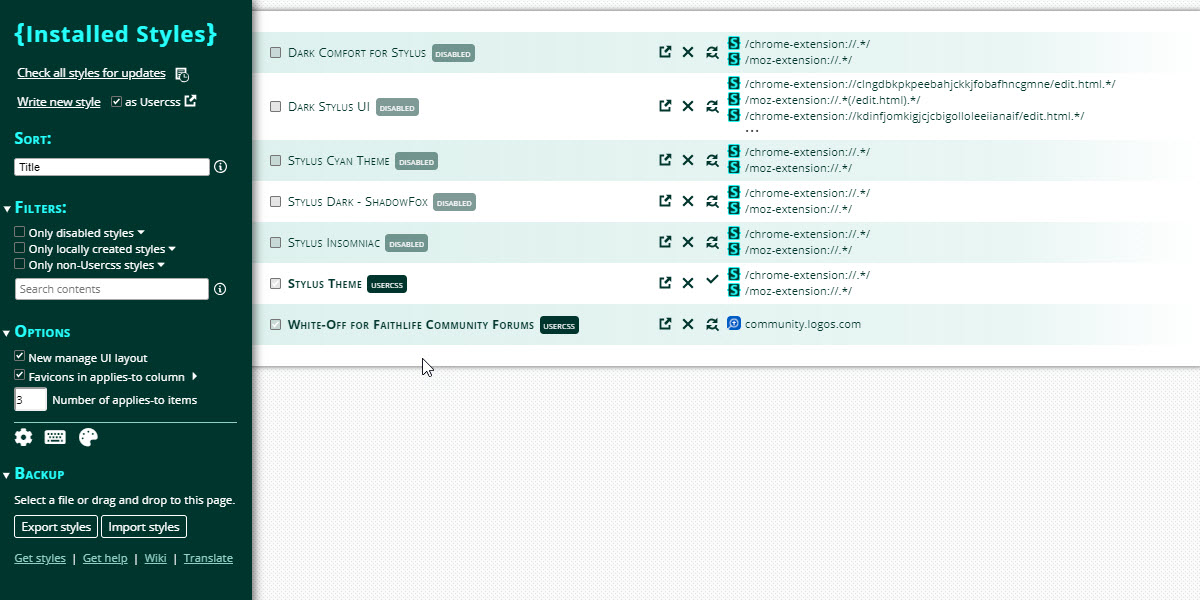 {Installed Styles}
Check all styles for updates
Write new style as Usercss
Sort:
Title
Filters:
Only disabled styles
Only locally created styles
Only non-Usercss styles
Search contents
Options
New manage UI layout
Favicons in applies-to column
3 Number of applies-to items
Backup
Select a file or drag and drop to this page.
Export styles Import styles
Get styles | Get help | Wiki | Translate
Dark Comfort for Stylus DISABLED
/chrome-extension://.*/
/moz-extension://.*/
Dark Stylus UI DISABLED
/chrome-extension://clngdbkpkpeebahjckkjfobafhncgmne/edit.html.*/
/moz-extension://.*(/edit.html).*/
/chrome-extension://kdinfjomkigjcjcbigolloleeiianaif/edit.html.*/
...
Stylus Cyan Theme DISABLED
/chrome-extension://.*/
/moz-extension://.*/
Stylus Dark - ShadowFox DISABLED
/chrome-extension://.*/
/moz-extension://.*/
Stylus Insomniac DISABLED
/chrome-extension://.*/
/moz-extension://.*/
Stylus Theme USERCSS
/chrome-extension://.*/
/moz-extension://.*/
White-Off for Faithlife Community Forums USERCSS
community.logos.com